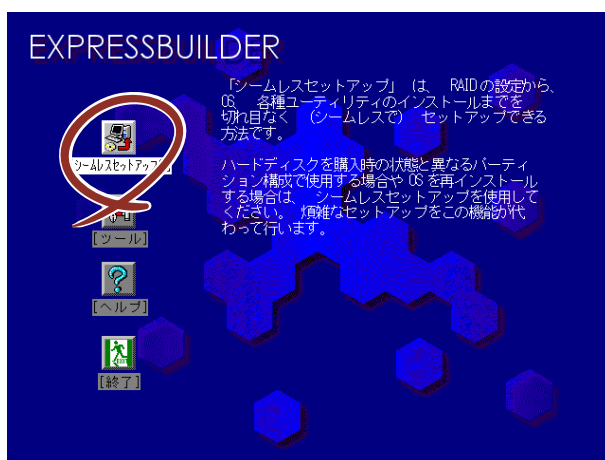 EXPRESSBUILDER
「シームレスセットアップ」 は、 RAIDの設定から、
OS、 各種ユーティリティのインストールまでを
切れ目なく (シームレスで) セットアップできる
方法です。
ハードディスクを購入時の状態と異なるパーティ
ション構成で使用する場合や OS を再インストール
する場合は、 シームレスセットアップを使用して
ください。 煩雑なセットアップをこの機能が代
わって行います。
シームレスセットアップ
[ツール]
[ヘルプ]
[終了]